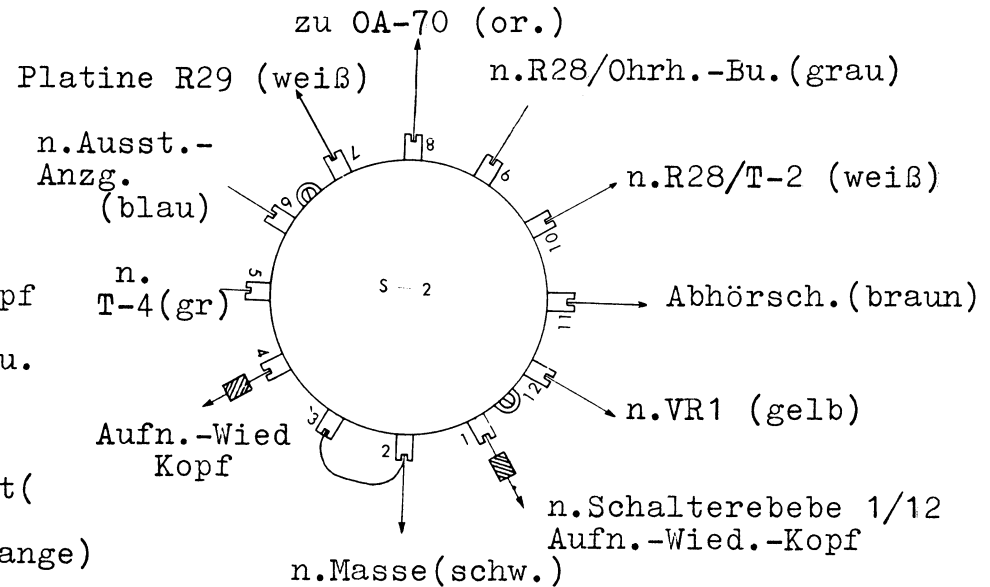 zu OA-70 (or.)
Platine R29 (weiß)
n.R28/Ohrh.-Bu.(grau)
n.Ausst.-
Anzg.
(blau)
n.R28/T-2 (weiß)
n.
T-4(gr)
pf
u.
Abhörsch.(braun)
n.VR1 (gelb)
Aufn.-Wied
Kopf
t(
ange)
n.Schalterebebe 1/12
Aufn.-Wied.-Kopf
n.Masse(schw.)
S - 2
1
2
3
4
5
6
7
8
9
10
11
12